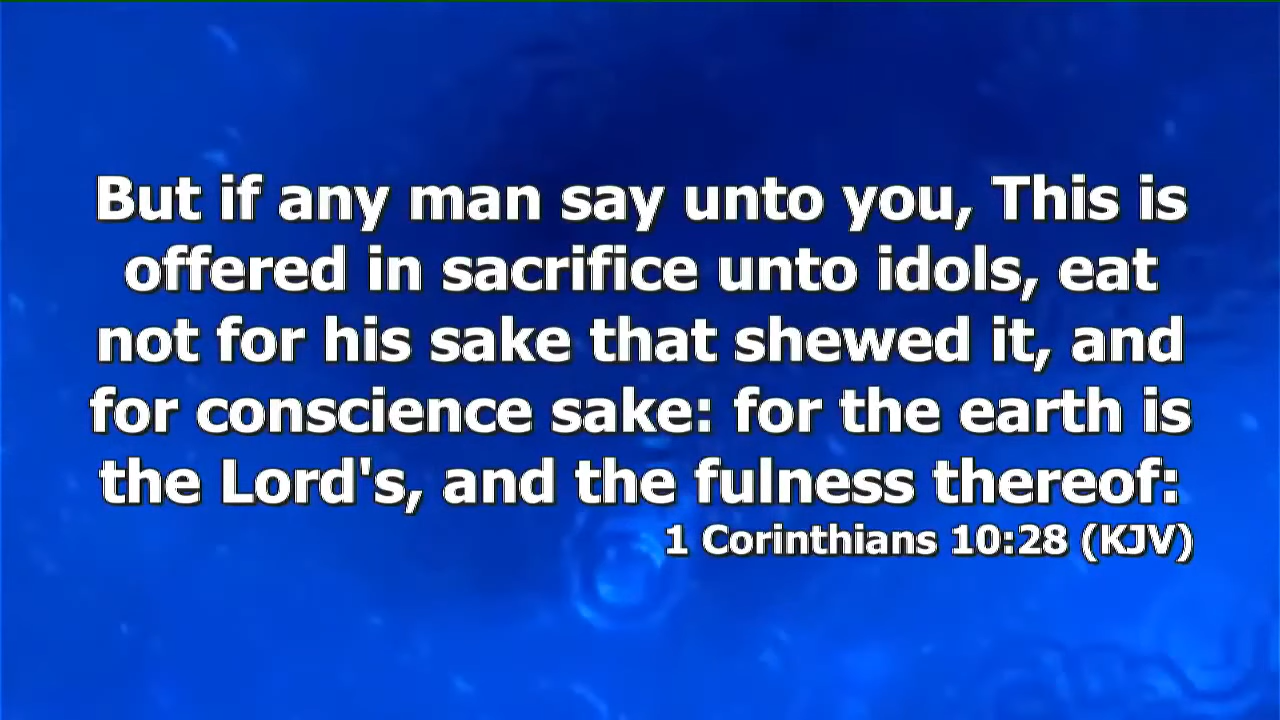 But if any man say unto you, This is
offered in sacrifice unto idols, eat
not for his sake that shewed it, and
for conscience sake: for the earth is
the Lord's, and the fulness thereof:
1 Corinthians 10:28 (KJV)